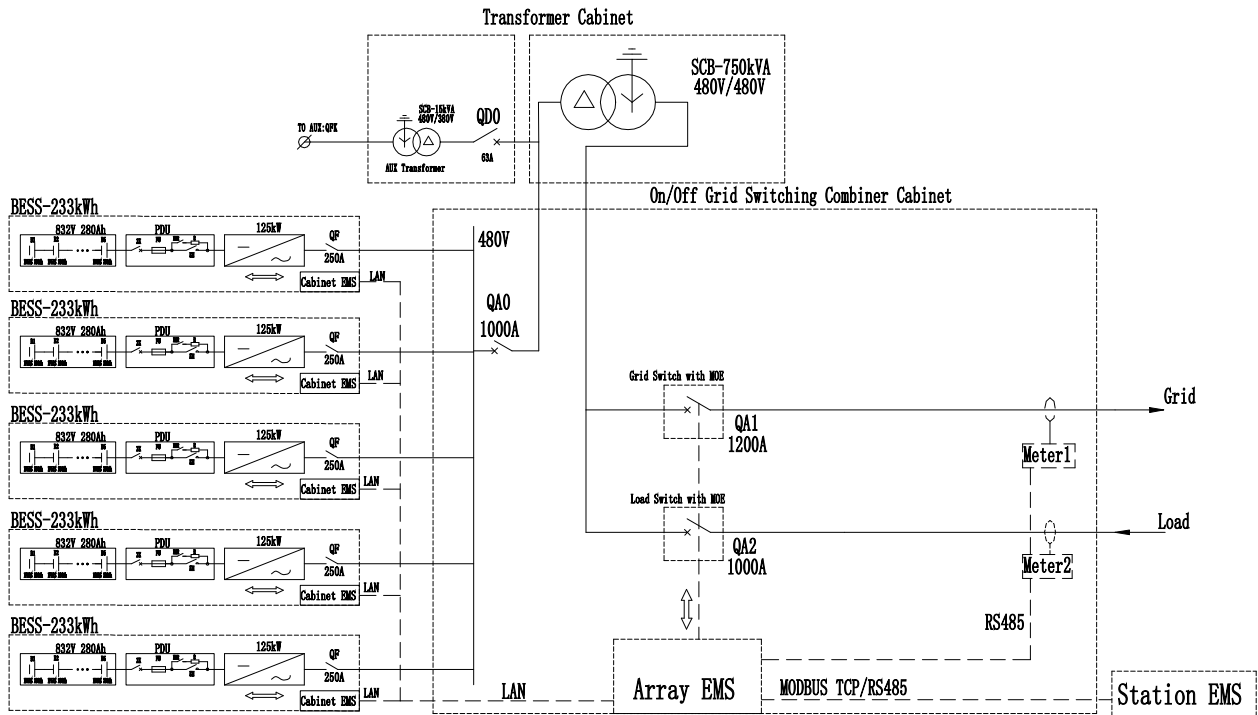 Transformer Cabinet
SCB-750kVA
480V/480V
SCB-15kVA
480V/380V
QD0
63A
TO AUX:QFK
AUX Transformer
On/Off Grid Switching Combiner Cabinet
480V
QA0
1000A
BESS-233kWh
832V 280Ah
PDU
125kW
QF
250A
Cabinet EMS
LAN
BESS-233kWh
832V 280Ah
PDU
125kW
QF
250A
Cabinet EMS
LAN
BESS-233kWh
832V 280Ah
PDU
125kW
QF
250A
Cabinet EMS
LAN
BESS-233kWh
832V 280Ah
PDU
125kW
QF
250A
Cabinet EMS
LAN
BESS-233kWh
832V 280Ah
PDU
125kW
QF
250A
Cabinet EMS
LAN
Grid Switch with MOE
QA1
1200A
Grid
Meter1
Load Switch with MOE
QA2
1000A
Load
Meter2
RS485
LAN
Array EMS
MODBUS TCP/RS485
Station EMS